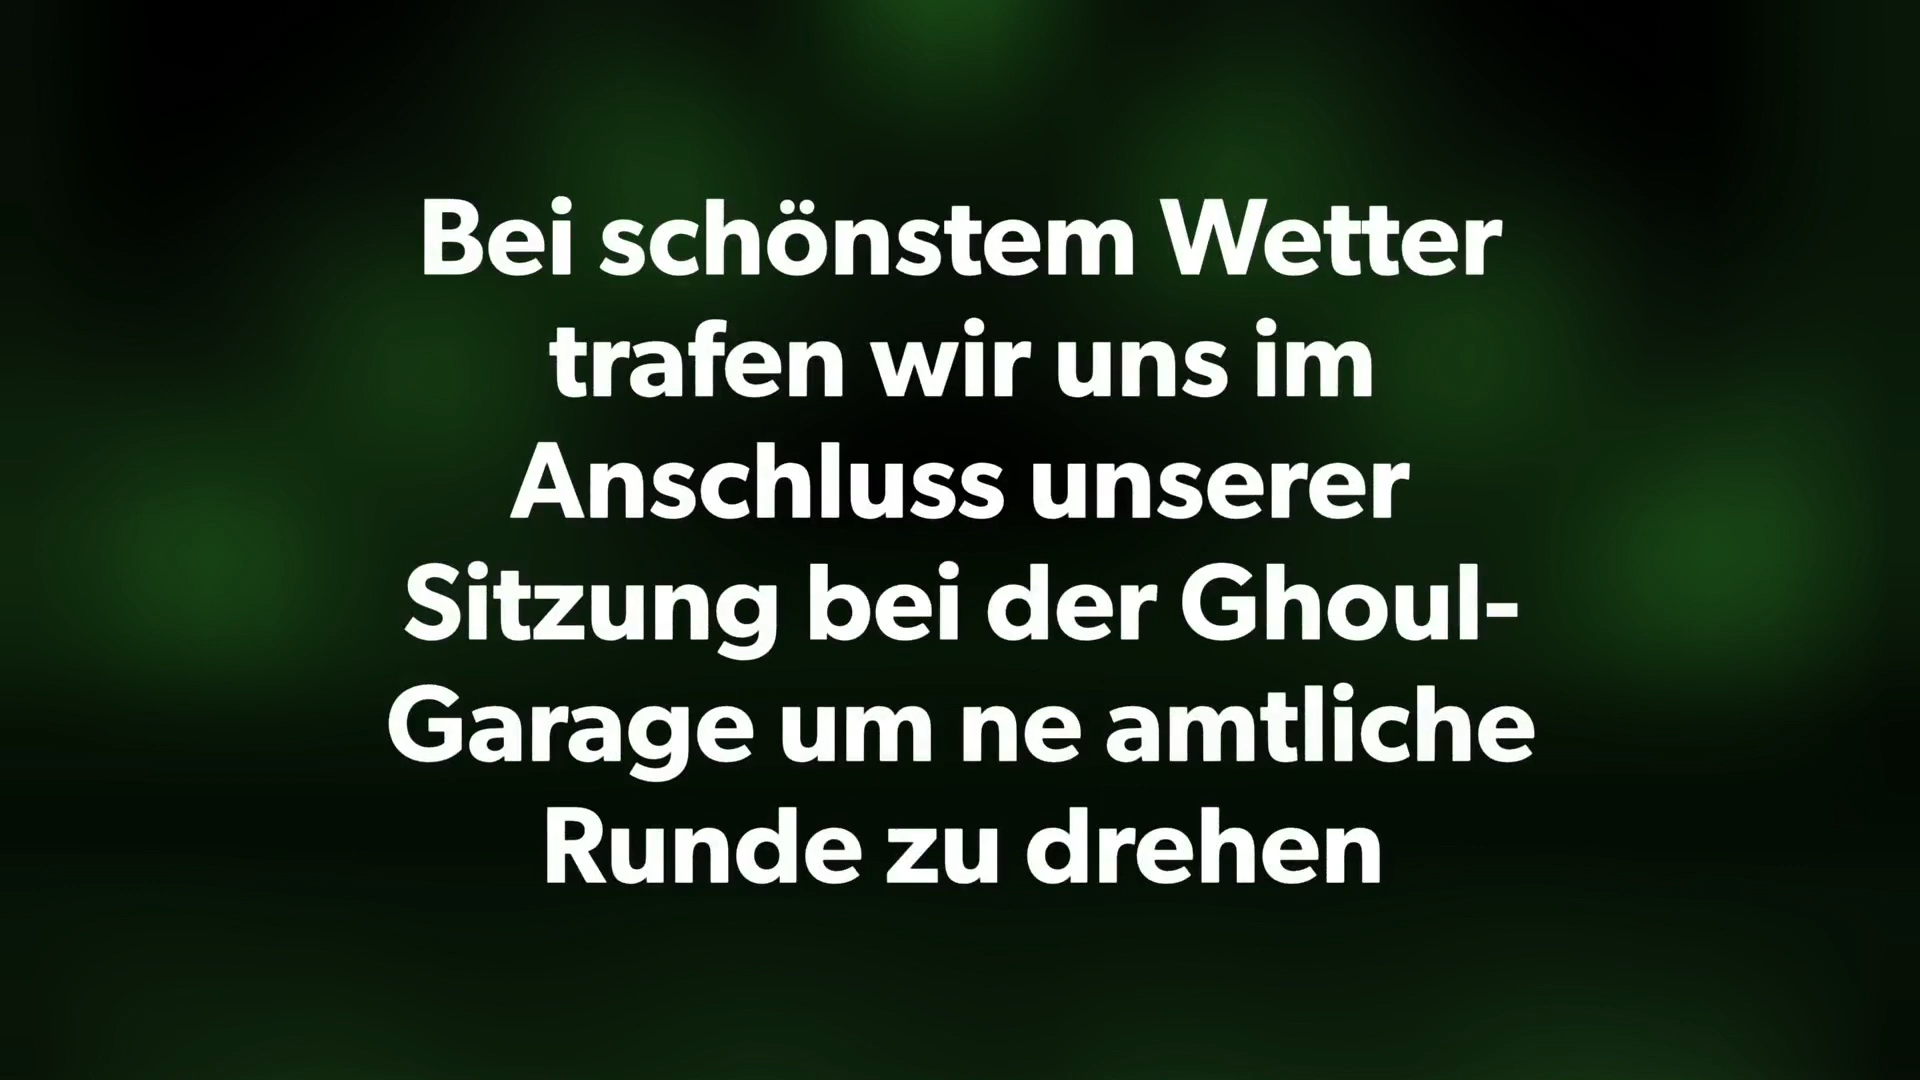 Bei schönstem Wetter
trafen wir uns im
Anschluss unserer
Sitzung bei der Ghoul-
Garage um ne amtliche
Runde zu drehen